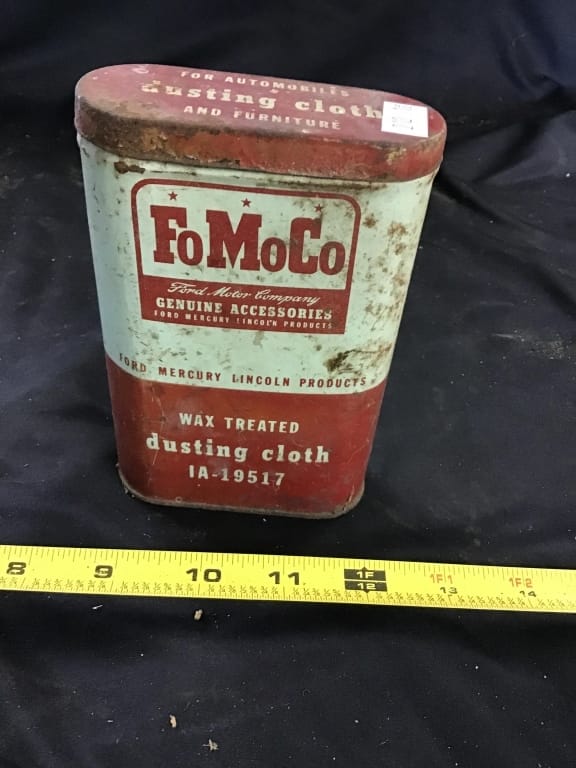 FOR AUTOMOBILES
dusting cloth
AND FURNITURE
FoMoCo
Ford Motor Company
GENUINE ACCESSORIES
FORD MERCURY LINCOLN PRODUCTS
FORD MERCURY LINCOLN PRODUCTS
WAX TREATED
dusting cloth
IA-19517
8 9 10 11 1F 1F1 1F2
12 13 14